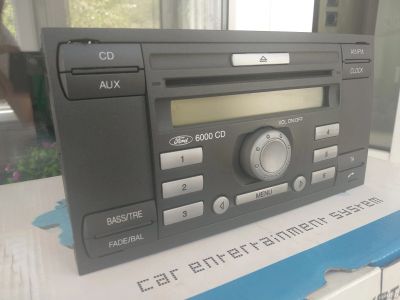 CD
AUX
AM/FM
CLOCK
VOL ON/OFF
Ford 6000 CD
1
2
3
4
5
6
MENU
BASS/TRE
FADE/BAL
car entertainment system